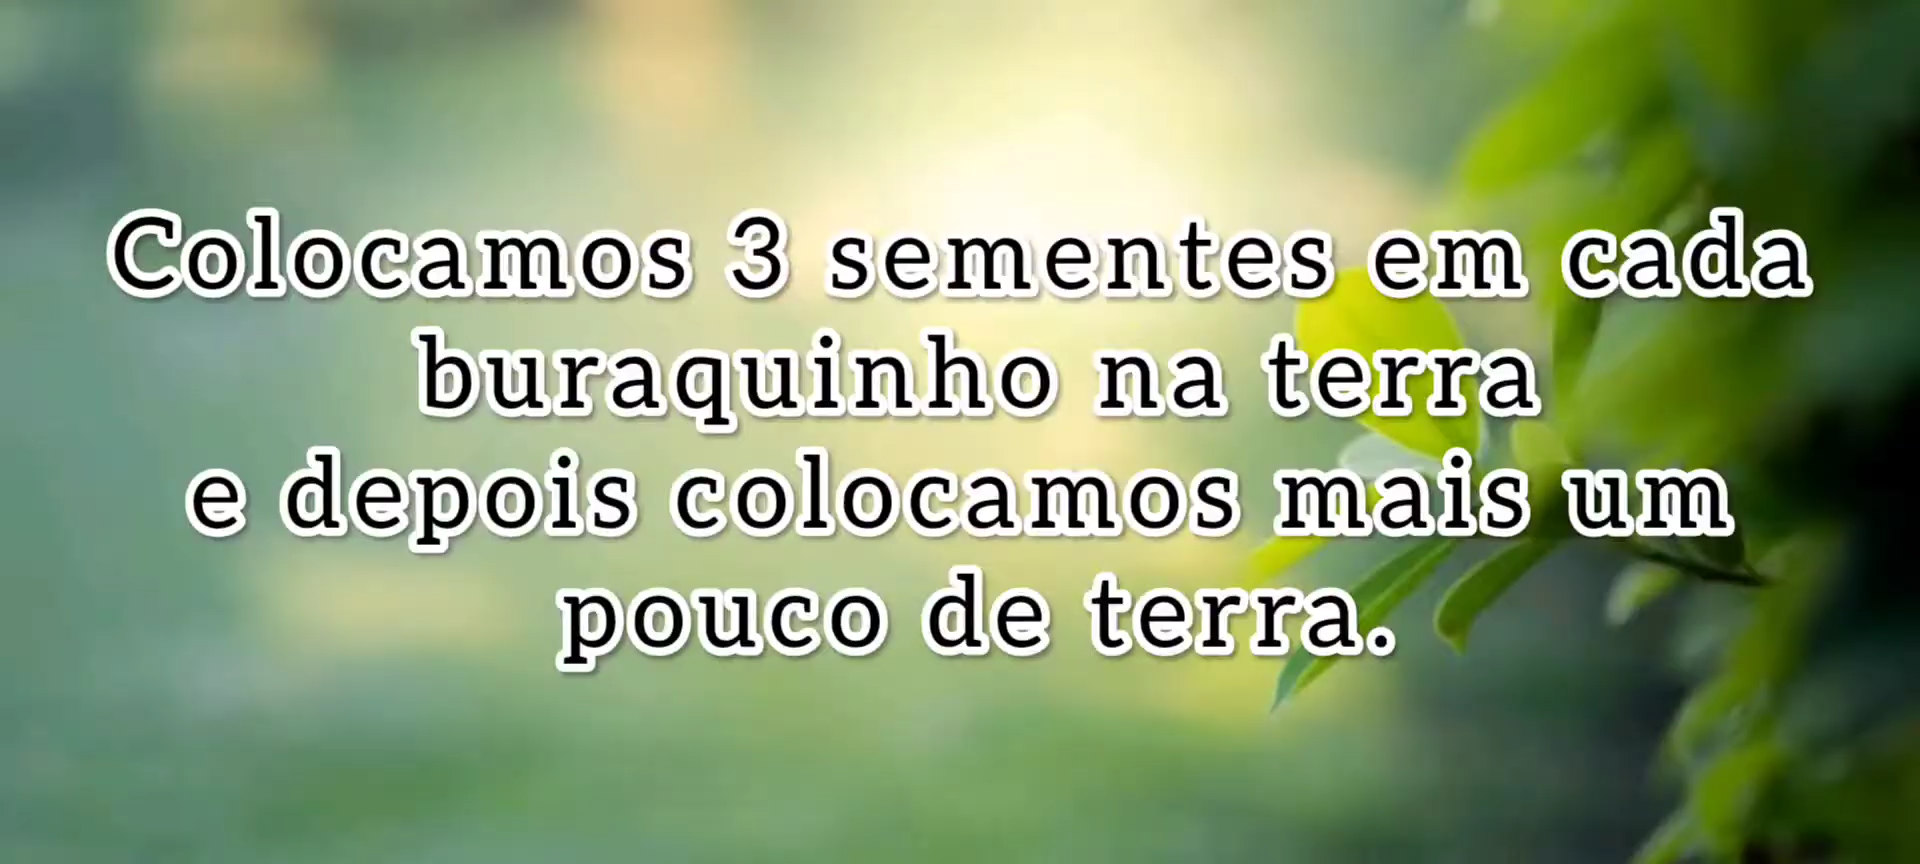 Colocamos 3 sementes em cada
buraquinho na terra
e depois colocamos mais um
pouco de terra.